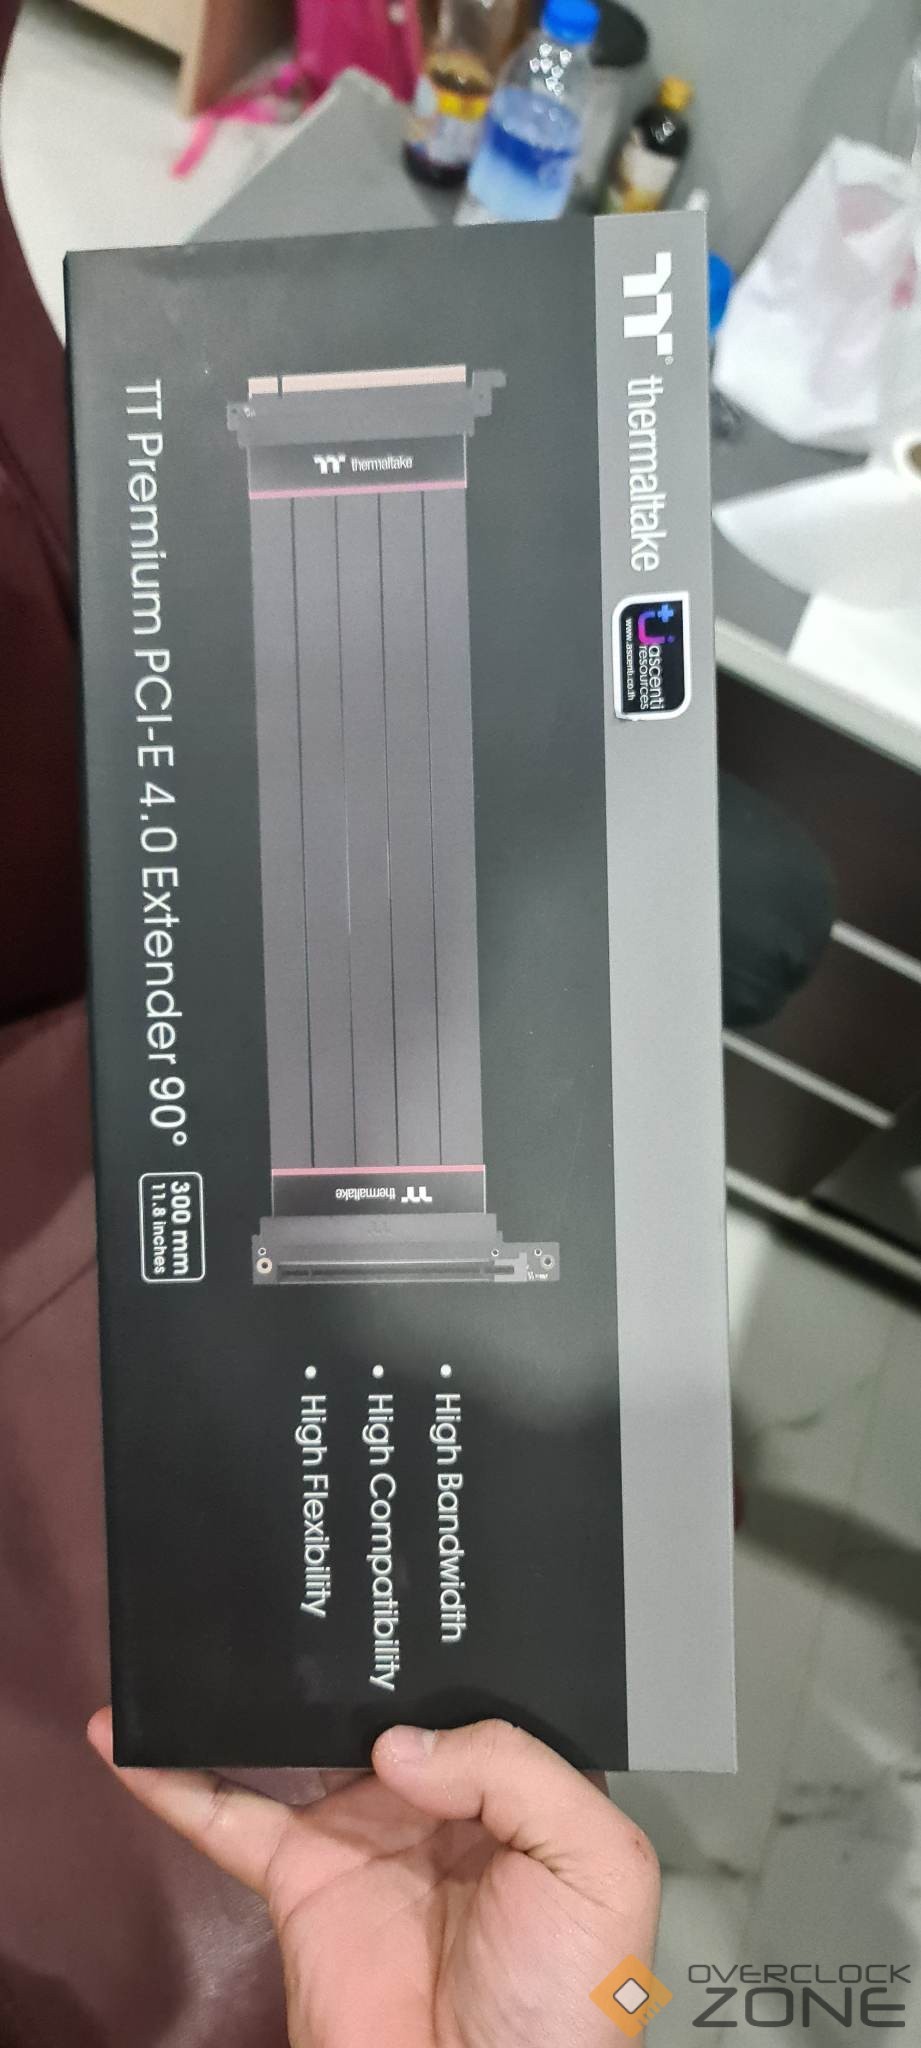 thermaltake
ascenti
resources
www.ascenti.co.th
thermaltake
thermaltake
High Bandwidth
High Compatibility
High Flexibility
TT Premium PCI-E 4.0 Extender 90°
300 mm
11.8 inches
OVERCLOCK
ZONE